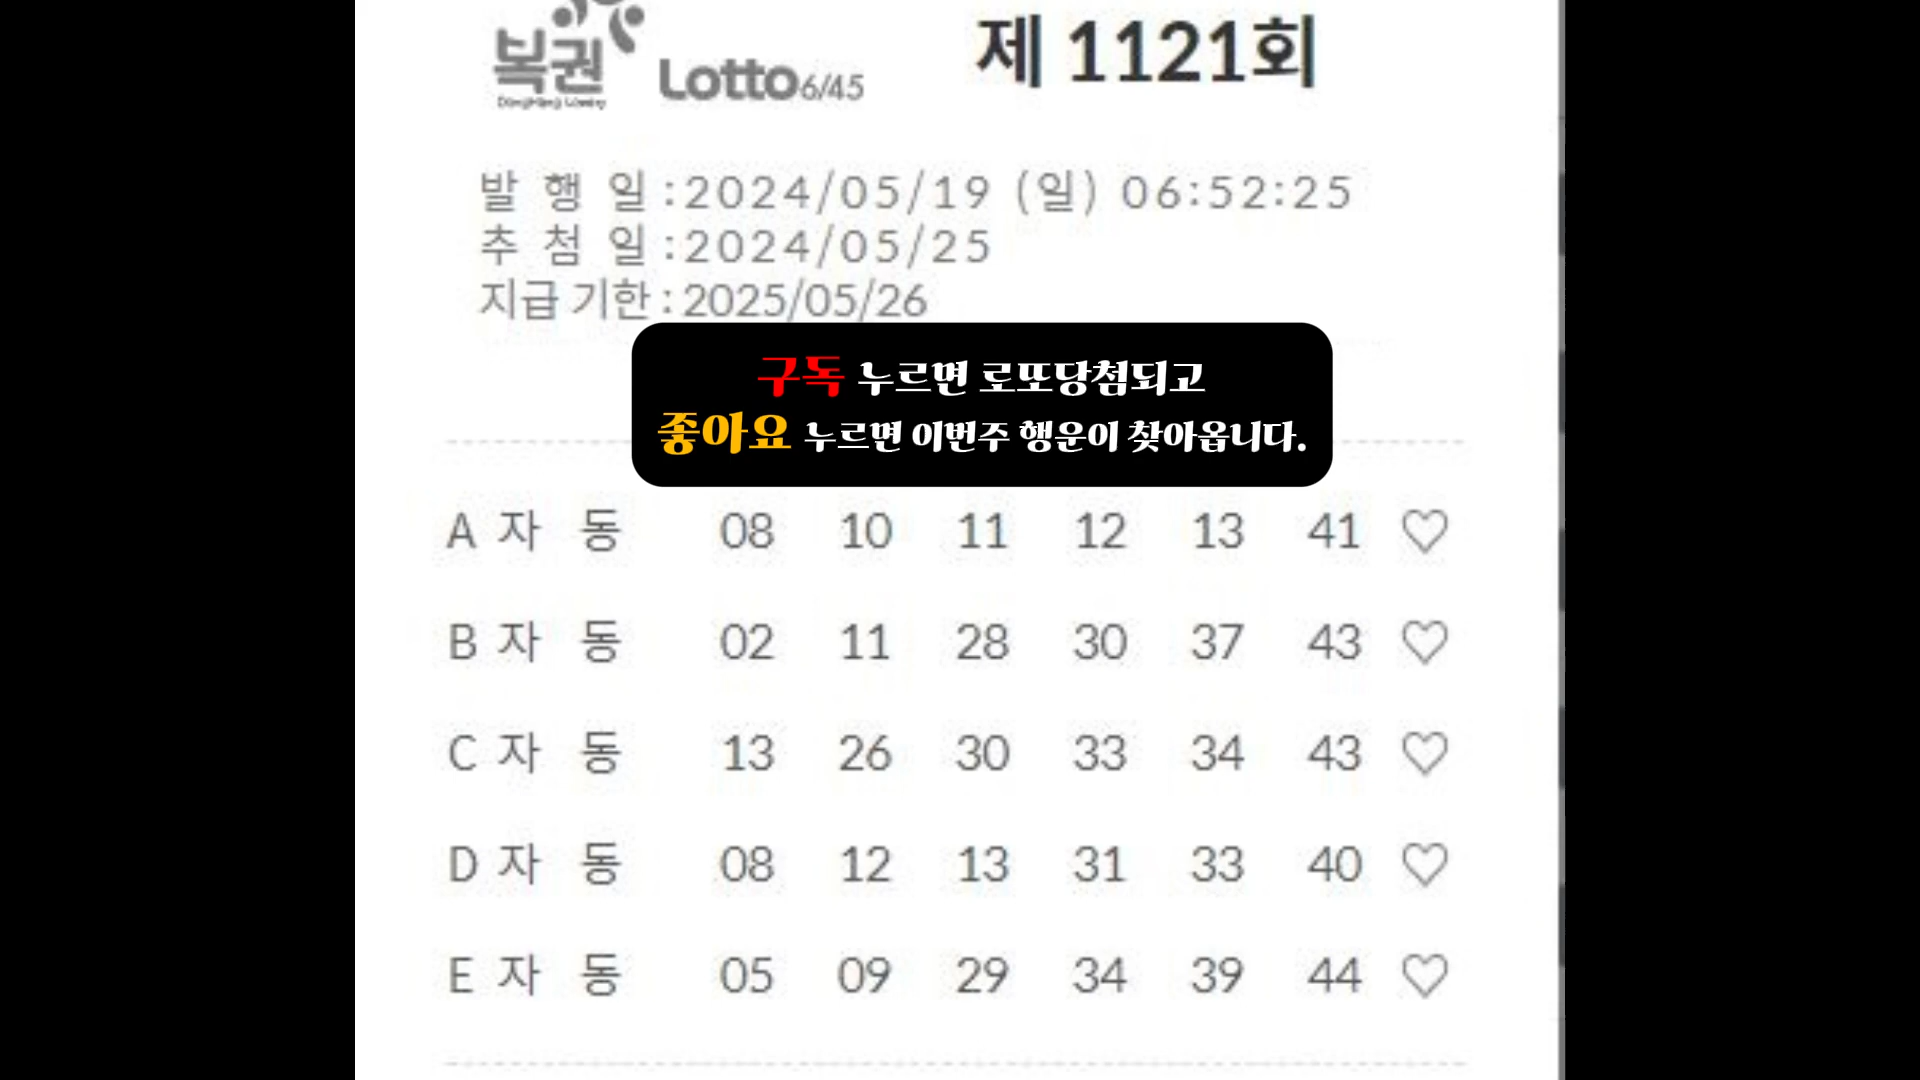 복권
DongHang Lottery
Lotto6/45
제 1121회
발 행 일 :2024/05/19 (일) 06:52:25
추 첨 일 :2024/05/25
지급 기한 : 2025/05/26
구독 누르면 로또당첨되고
좋아요 누르면 이번주 행운이 찾아옵니다.
A 자 동 08 10 11 12 13 41 ♡
B 자 동 02 11 28 30 37 43 ♡
C 자 동 13 26 30 33 34 43 ♡
D 자 동 08 12 13 31 33 40 ♡
E 자 동 05 09 29 34 39 44 ♡